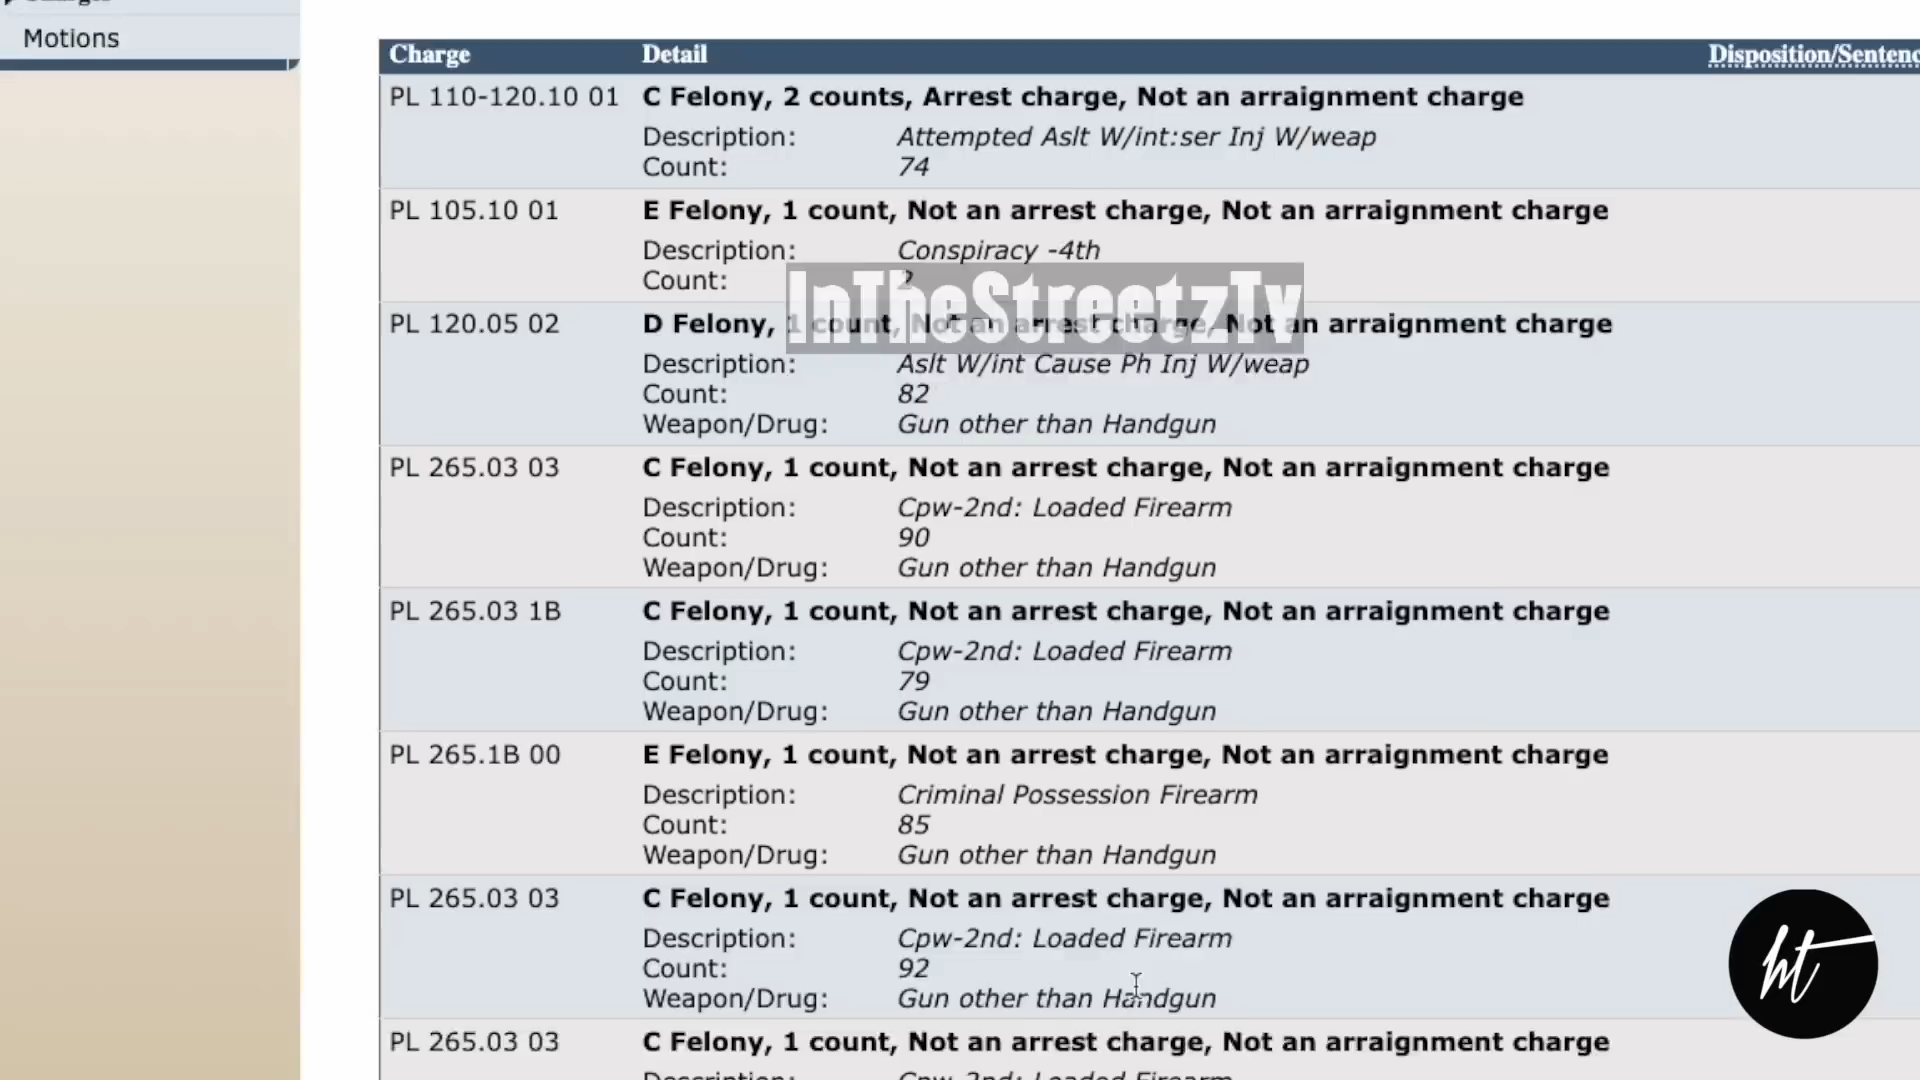 Motions
Charge Detail Disposition/Sentenc
PL 110-120.10 01 C Felony, 2 counts, Arrest charge, Not an arraignment charge
Description: Attempted Aslt W/int:ser Inj W/weap
Count: 74
PL 105.10 01 E Felony, 1 count, Not an arrest charge, Not an arraignment charge
Description: Conspiracy -4th
Count: 2
InTheStreetzTv
PL 120.05 02 D Felony, 1 count, Not an arrest charge, Not an arraignment charge
Description: Aslt W/int Cause Ph Inj W/weap
Count: 82
Weapon/Drug: Gun other than Handgun
PL 265.03 03 C Felony, 1 count, Not an arrest charge, Not an arraignment charge
Description: Cpw-2nd: Loaded Firearm
Count: 90
Weapon/Drug: Gun other than Handgun
PL 265.03 1B C Felony, 1 count, Not an arrest charge, Not an arraignment charge
Description: Cpw-2nd: Loaded Firearm
Count: 79
Weapon/Drug: Gun other than Handgun
PL 265.1B 00 E Felony, 1 count, Not an arrest charge, Not an arraignment charge
Description: Criminal Possession Firearm
Count: 85
Weapon/Drug: Gun other than Handgun
PL 265.03 03 C Felony, 1 count, Not an arrest charge, Not an arraignment charge
Description: Cpw-2nd: Loaded Firearm
Count: 92
Weapon/Drug: Gun other than Handgun
ht
PL 265.03 03 C Felony, 1 count, Not an arrest charge, Not an arraignment charge